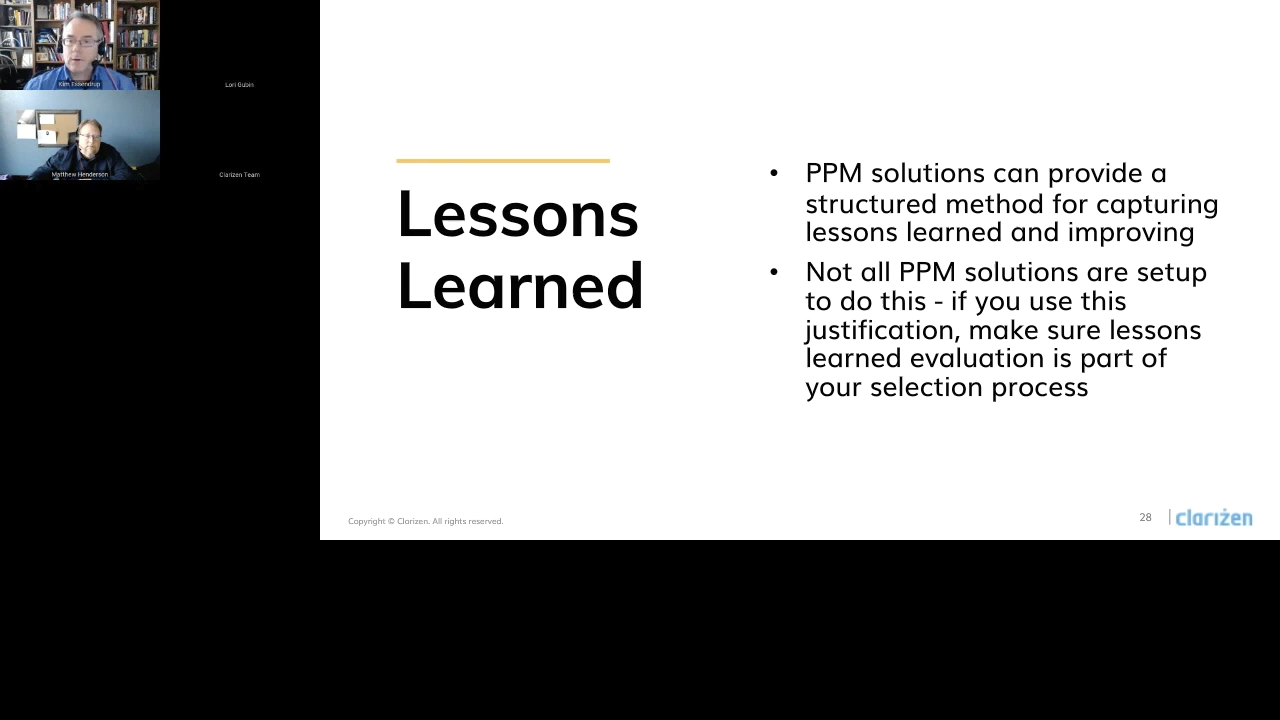 Kim Essendrup
Lori Gubin
Matthew Henderson
Clarizen Team
Lessons
Learned
• PPM solutions can provide a
structured method for capturing
lessons learned and improving
• Not all PPM solutions are setup
to do this - if you use this
justification, make sure lessons
learned evaluation is part of
your selection process
Copyright © Clarizen. All rights reserved.
28
clarizen